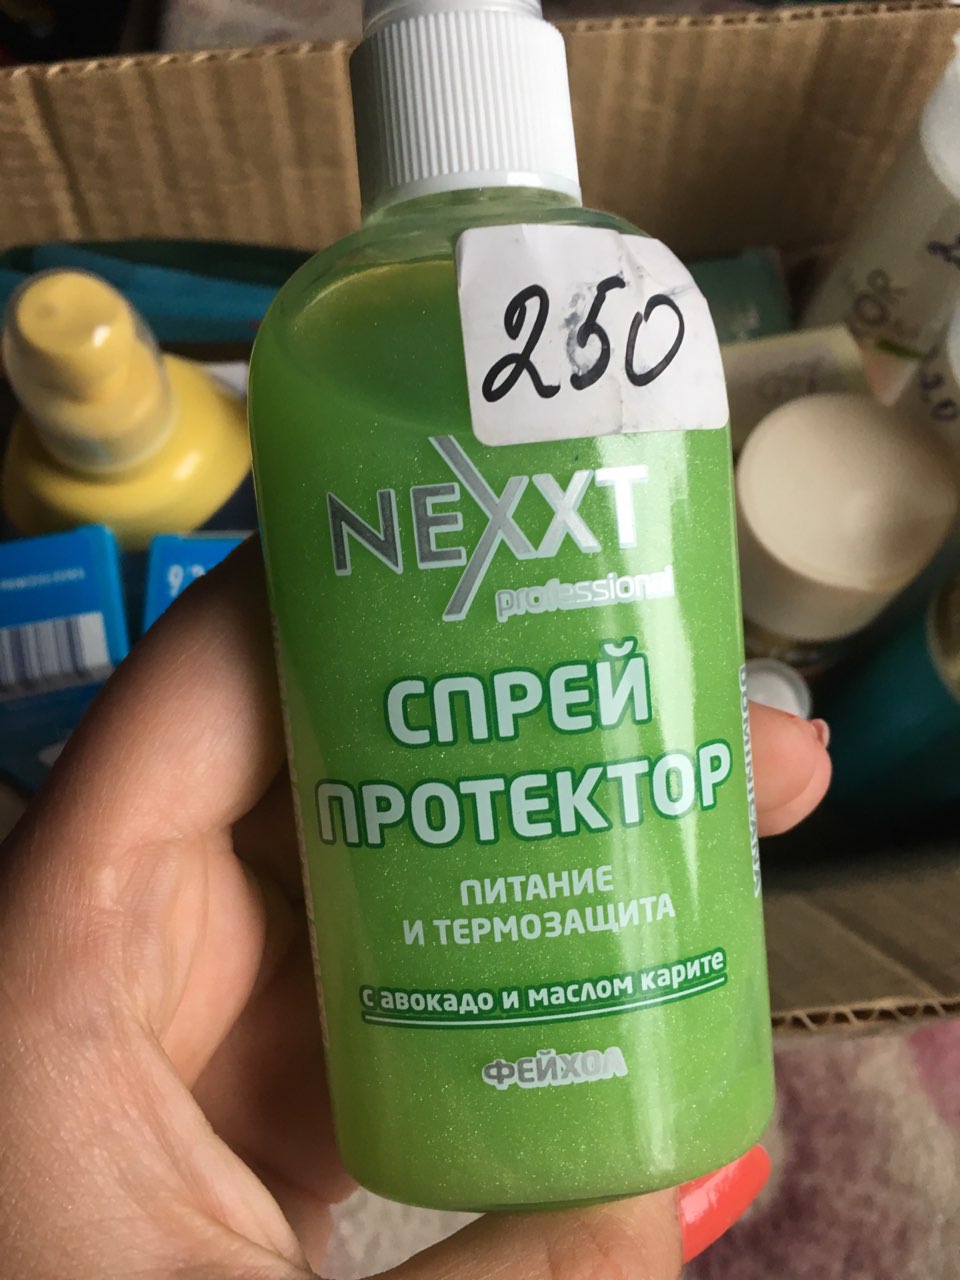 250
NEXXT
professional
СПРЕЙ
ПРОТЕКТОР
ПИТАНИЕ
И ТЕРМОЗАЩИТА
с авокадо и маслом карите
ФЕЙХОА